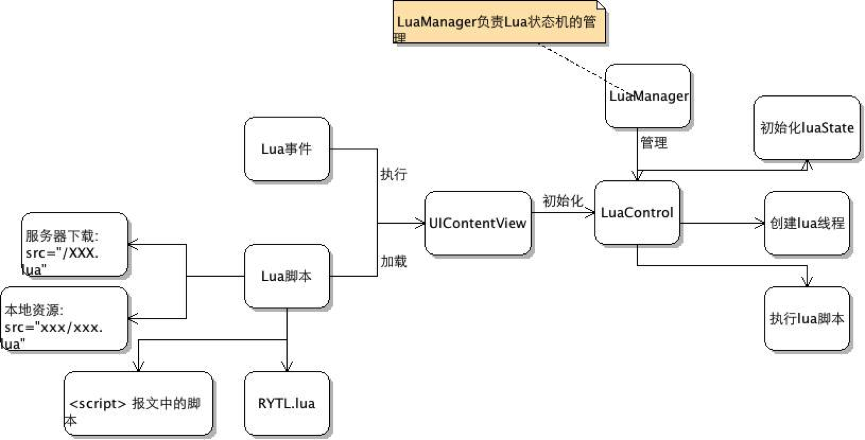 LuaManager负责Lua状态机的管
理
LuaManager
管理
初始化luaState
Lua事件
执行
UIContentView
初始化
LuaControl
创建lua线程
服务器下载:
src="/XXX.
lua"
Lua脚本
加载
本地资源:
src="xxx/xxx.
lua"
执行lua脚本
<script> 报文中的脚
本
RYTL.lua